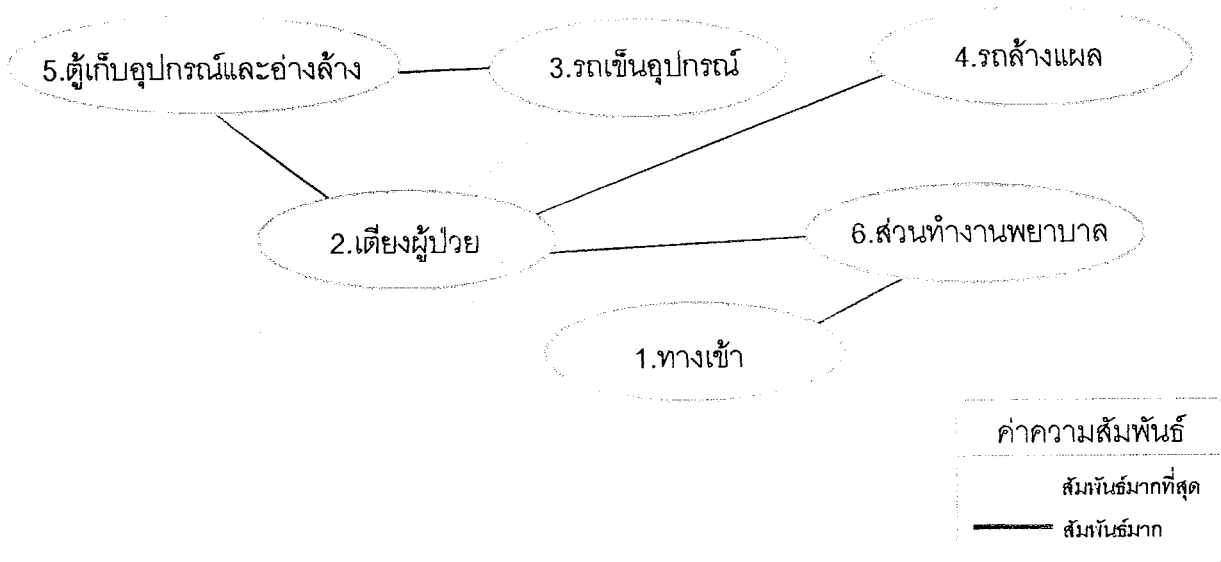 5.ตู้เก็บอุปกรณ์และอ่างล้าง
3.รถเข็นอุปกรณ์
4.รถล้างแผล
2.เตียงผู้ป่วย
6.ส่วนทำงานพยาบาล
1.ทางเข้า
ค่าความสัมพันธ์
สัมพันธ์มากที่สุด
สัมพันธ์มาก